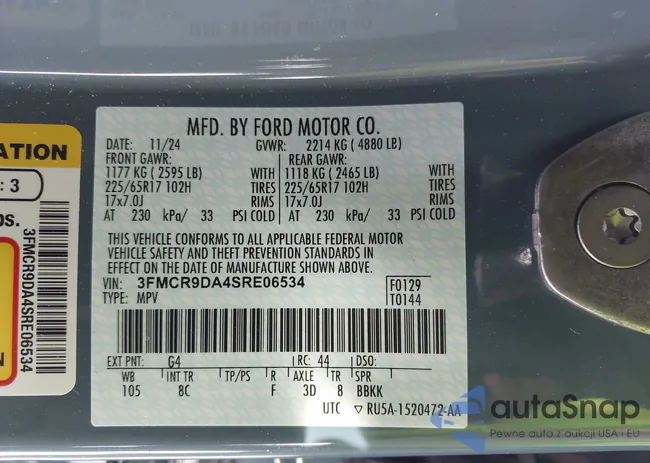 MFD. BY FORD MOTOR CO.
DATE: 11/24 GVWR: 2214 KG ( 4880 LB)
FRONT GAWR: REAR GAWR:
1177 KG ( 2595 LB) WITH 1118 KG ( 2465 LB) WITH
225/65R17 102H TIRES 225/65R17 102H TIRES
17x7.0J RIMS 17x7.0J RIMS
AT 230 kPa/ 33 PSI COLD AT 230 kPa/ 33 PSI COLD
THIS VEHICLE CONFORMS TO ALL APPLICABLE FEDERAL MOTOR
VEHICLE SAFETY AND THEFT PREVENTION STANDARDS IN
EFFECT ON THE DATE OF MANUFACTURE SHOWN ABOVE.
VIN: 3FMCR9DA4SRE06534 F0129
TYPE: MPV T0144
EXT PNT: G4 RC: 44 DSO:
WB INT TR TP/PS R AXLE TR SPR
105 8C F 3D 8 BBKK
UTC ▽ RU5A-1520472-AA
ATION
: 3
3FMCR9DA4SRE06534
autaSnap
Pewne auta z aukcji USA i EU